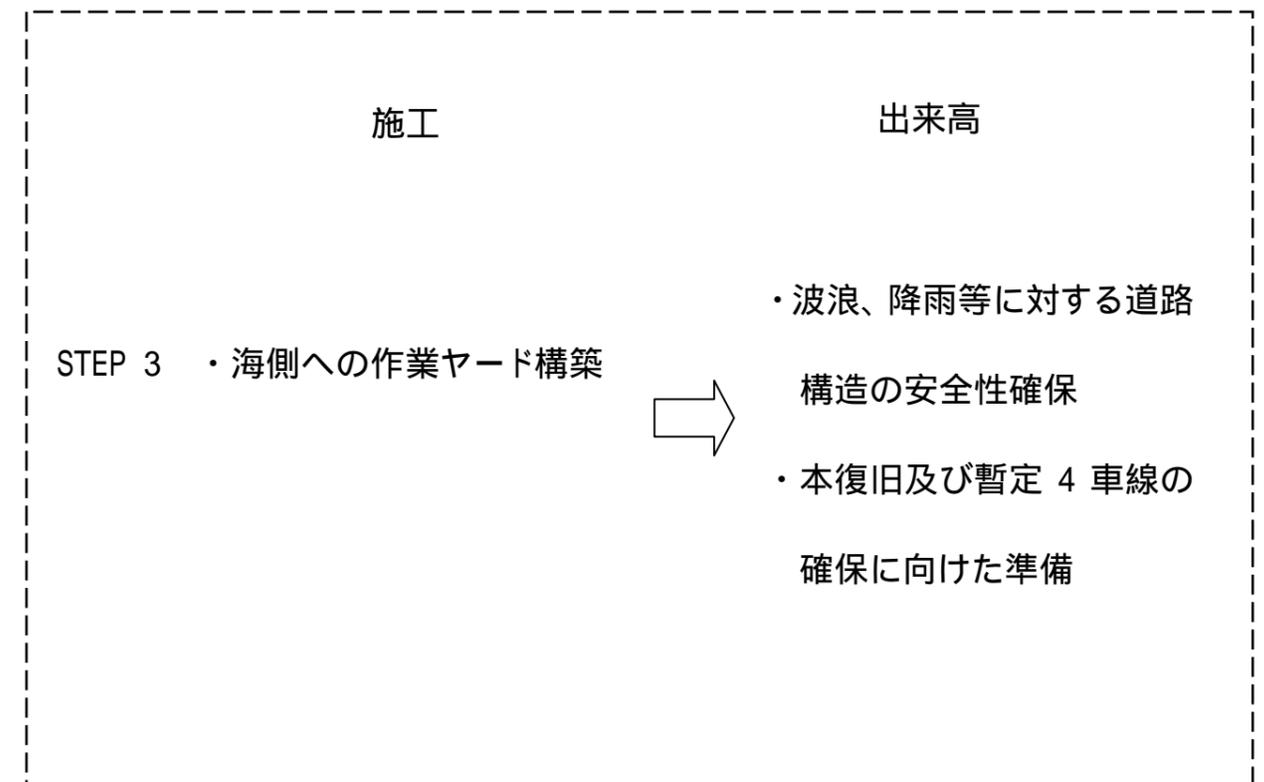 施工
出来高
STEP 3 ・海側への作業ヤード構築
・波浪、降雨等に対する道路
構造の安全性確保
・本復旧及び暫定 4 車線の
確保に向けた準備